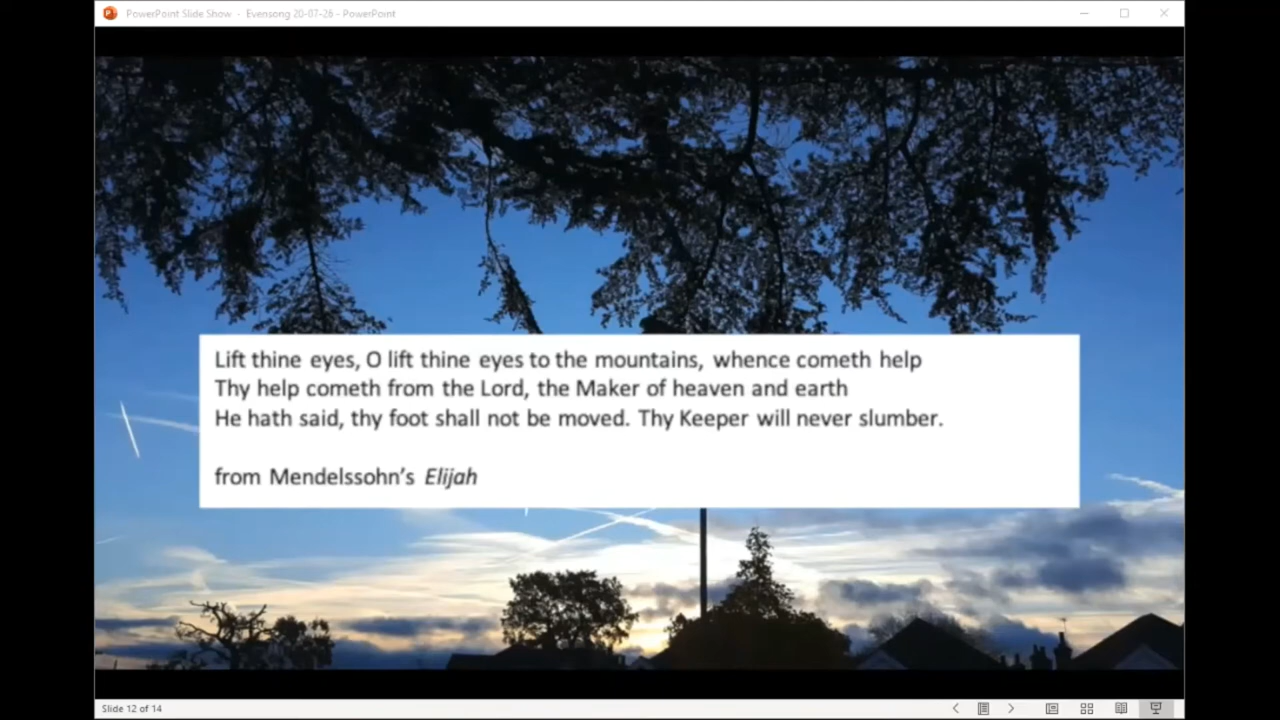 PowerPoint Slide Show - Evensong 20-07-26 - PowerPoint
Lift thine eyes, O lift thine eyes to the mountains, whence cometh help
Thy help cometh from the Lord, the Maker of heaven and earth
He hath said, thy foot shall not be moved. Thy Keeper will never slumber.
from Mendelssohn’s Elijah
Slide 12 of 14